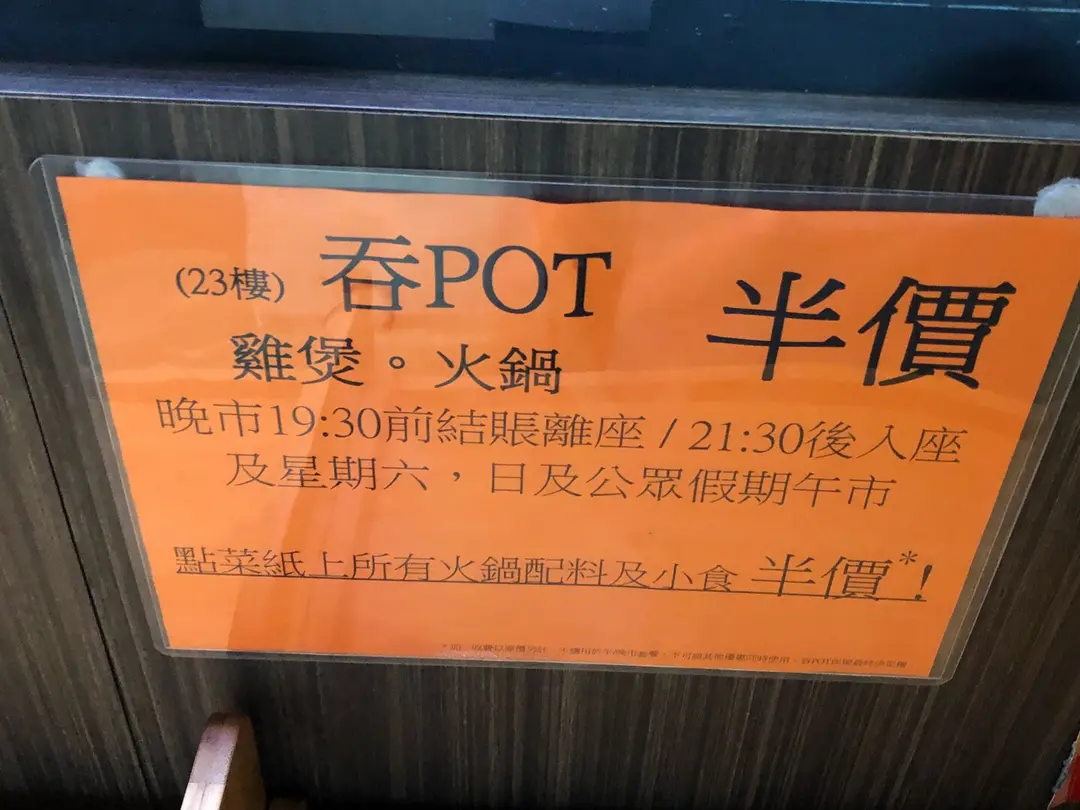 (23樓) 吞POT 半價
雞煲。火鍋
晚市19:30前結賬離座 / 21:30後入座
及星期六，日及公眾假期午市
點菜紙上所有火鍋配料及小食 半價*!